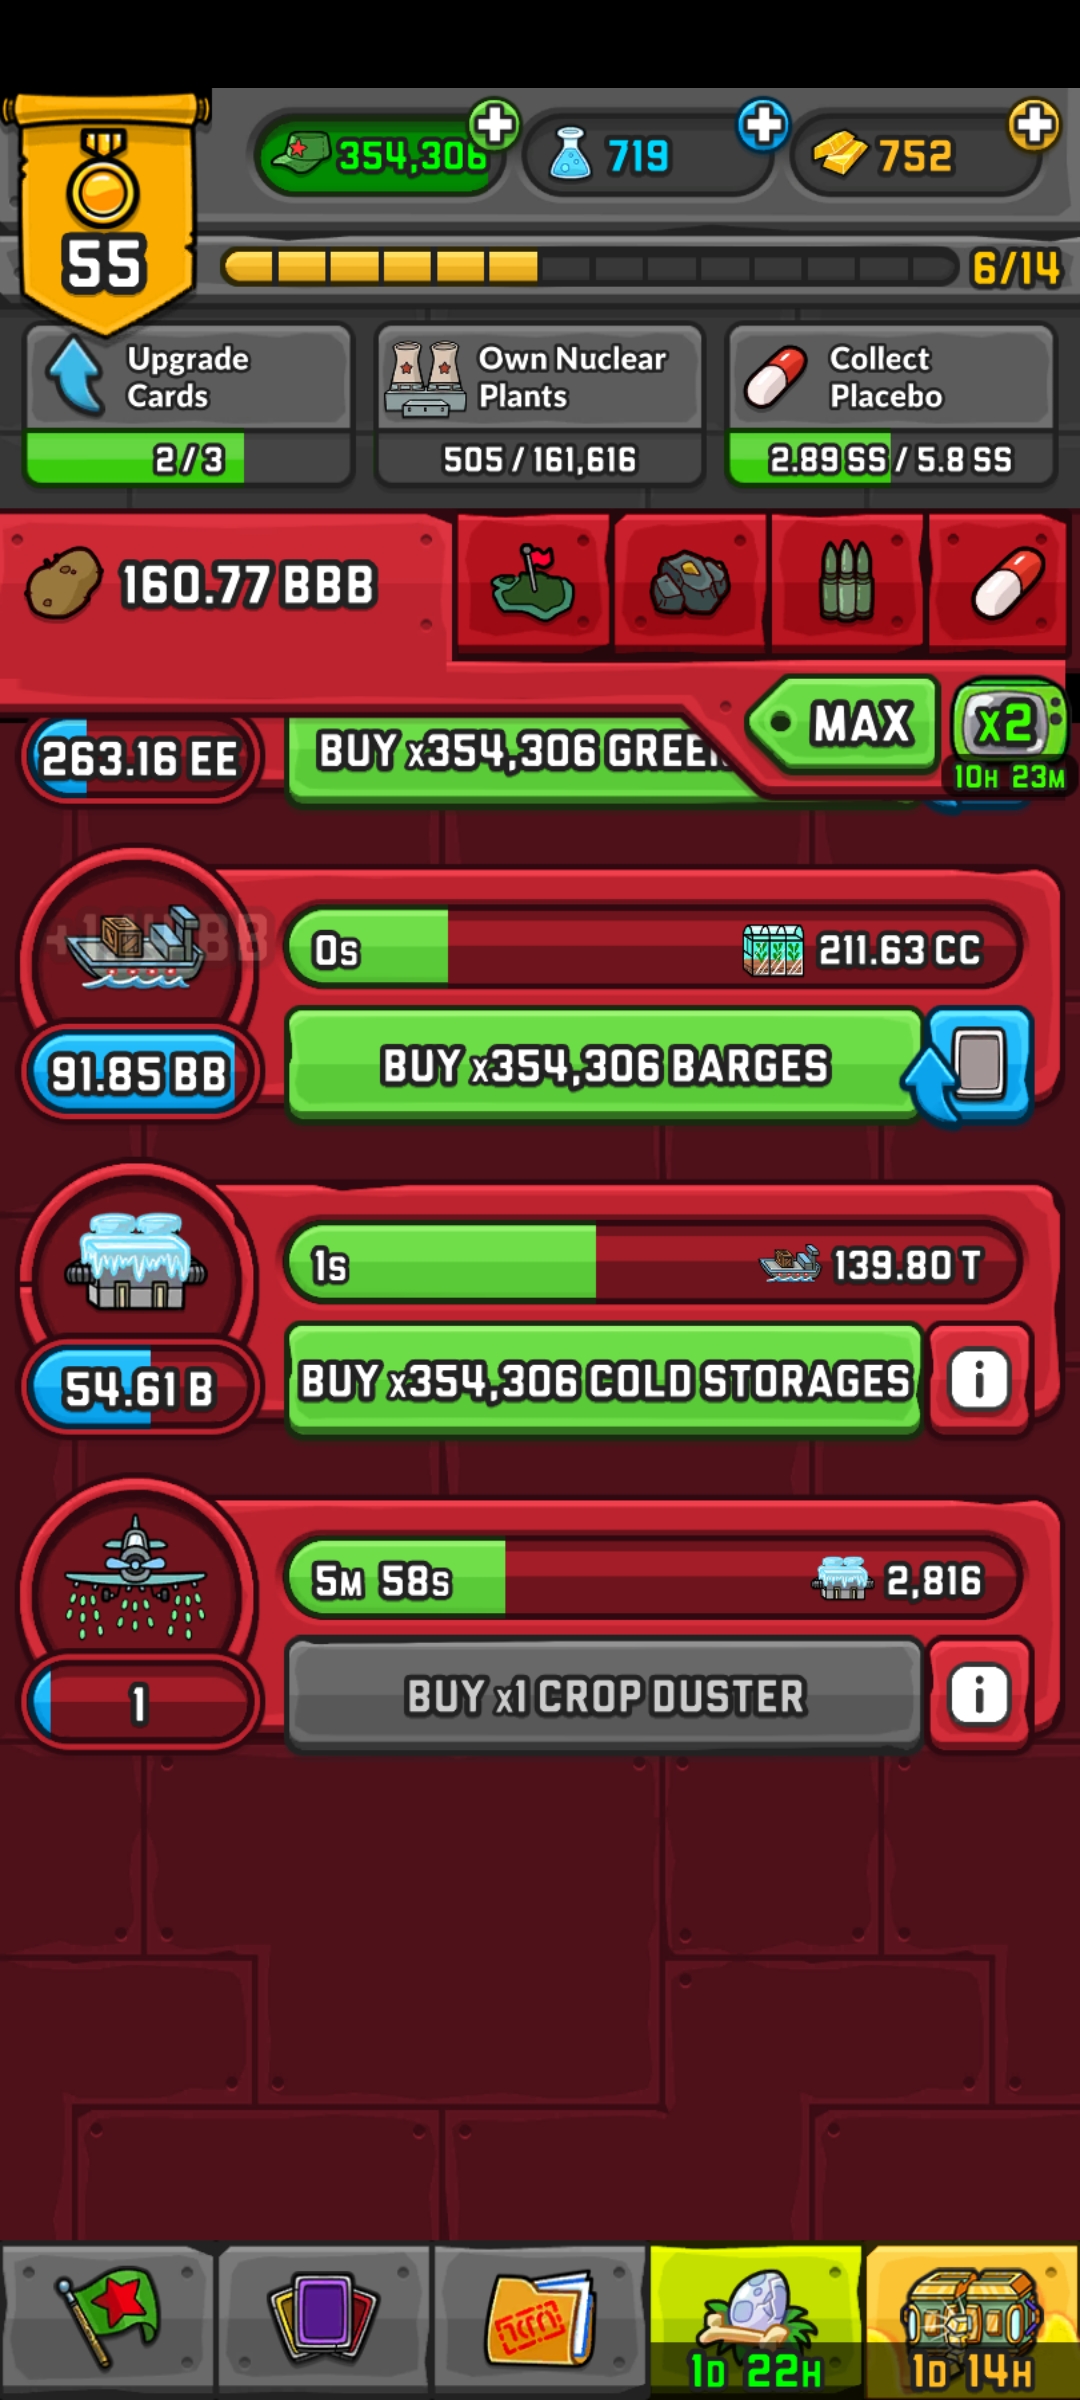 354,306
719
752
55
6/14
Upgrade
Cards
2/3
Own Nuclear
Plants
505/161,616
Collect
Placebo
2.89 SS / 5.8 SS
160.77 BBB
MAX
X2
10H 23M
263.16 EE
BUY x354,306
0s
211.63 CC
91.85 BB
BUY x354,306 BARGES
1s
139.80 T
54.61 B
BUY x354,306 COLD STORAGES
i
5M 58s
2,816
1
BUY x1 CROP DUSTER
i
1D 22H
1D 14H